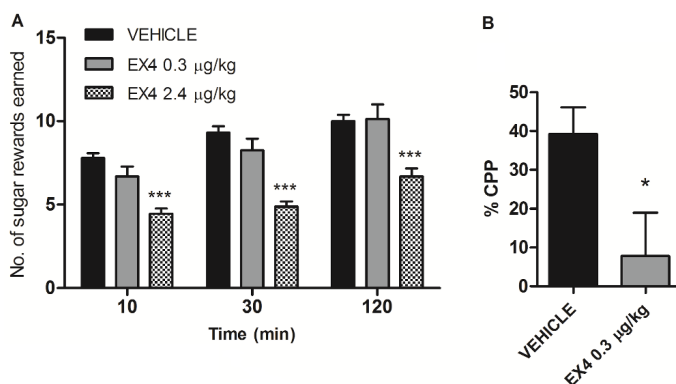 A
VEHICLE
EX4 0.3 μg/kg
EX4 2.4 μg/kg
No. of sugar rewards earned
15
10
5
0
***
***
***
10 30 120
Time (min)
B
% CPP
50
40
30
20
10
0
*
VEHICLE
EX4 0.3 μg/kg